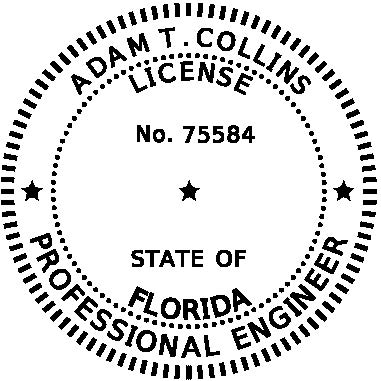 ADAM T. COLLINS
LICENSE
No. 75584
STATE OF
FLORIDA
PROFESSIONAL ENGINEER